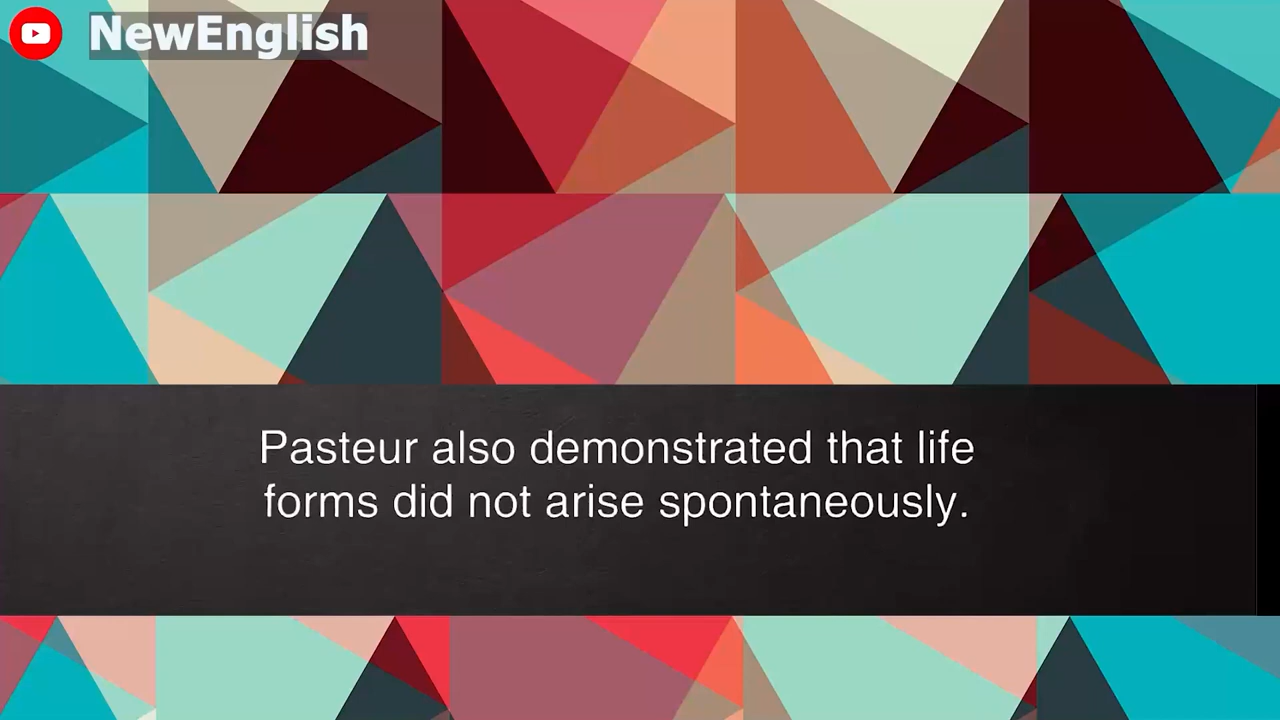 NewEnglish
Pasteur also demonstrated that life
forms did not arise spontaneously.